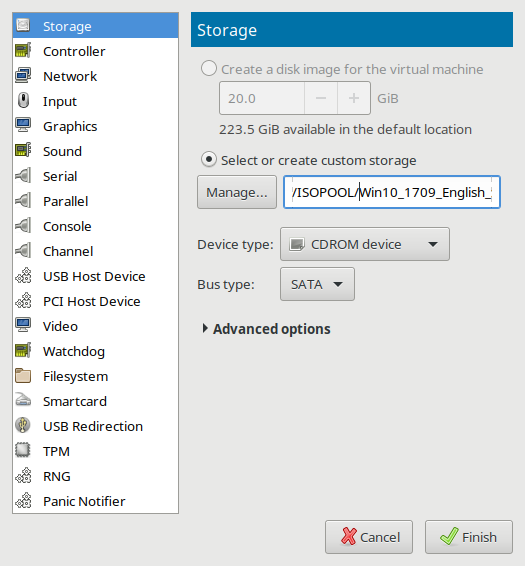 Storage
Controller
Network
Input
Graphics
Sound
Serial
Parallel
Console
Channel
USB Host Device
PCI Host Device
Video
Watchdog
Filesystem
Smartcard
USB Redirection
TPM
RNG
Panic Notifier
Storage
Create a disk image for the virtual machine
20.0 − + GiB
223.5 GiB available in the default location
Select or create custom storage
Manage... /ISOPOOL/Win10_1709_English_
Device type: CDROM device
Bus type: SATA
Advanced options
Cancel Finish